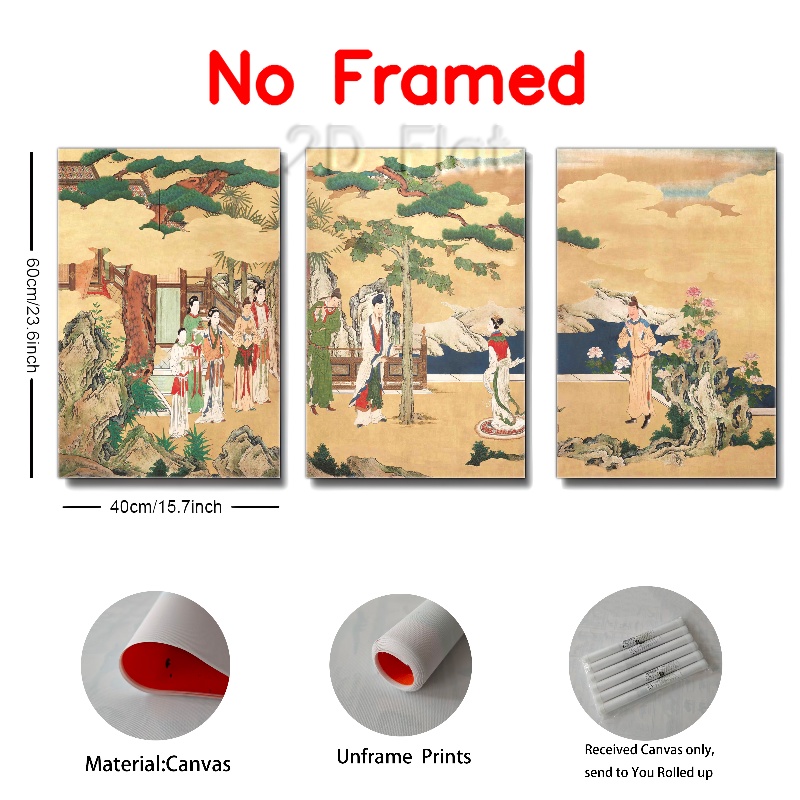 No Framed
2D Flat
60cm/23.6inch
40cm/15.7inch
Material:Canvas
Unframe Prints
Received Canvas only,
send to You Rolled up